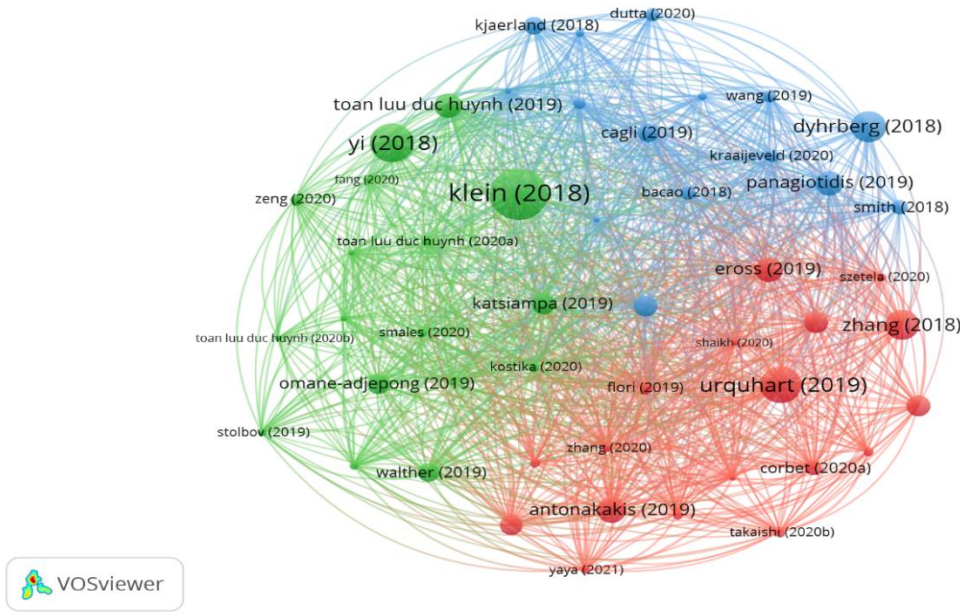 dutta (2020)
kjaerland (2018)
wang (2019)
toan luu duc huynh (2019)
dyhrberg (2018)
cagli (2019)
yi (2018)
kraaijeveld (2020)
fang (2020)
panagiotidis (2019)
klein (2018)
bacao (2018)
zeng (2020)
smith (2018)
toan luu duc huynh (2020a)
eross (2019)
szetela (2020)
katsiampa (2019)
zhang (2018)
smales (2020)
toan luu duc huynh (2020b)
shaikh (2020)
kostika (2020)
omane-adjepong (2019)
flori (2019)
urquhart (2019)
stolbov (2019)
zhang (2020)
walther (2019)
corbet (2020a)
antonakakis (2019)
takaishi (2020b)
yaya (2021)
VOSviewer